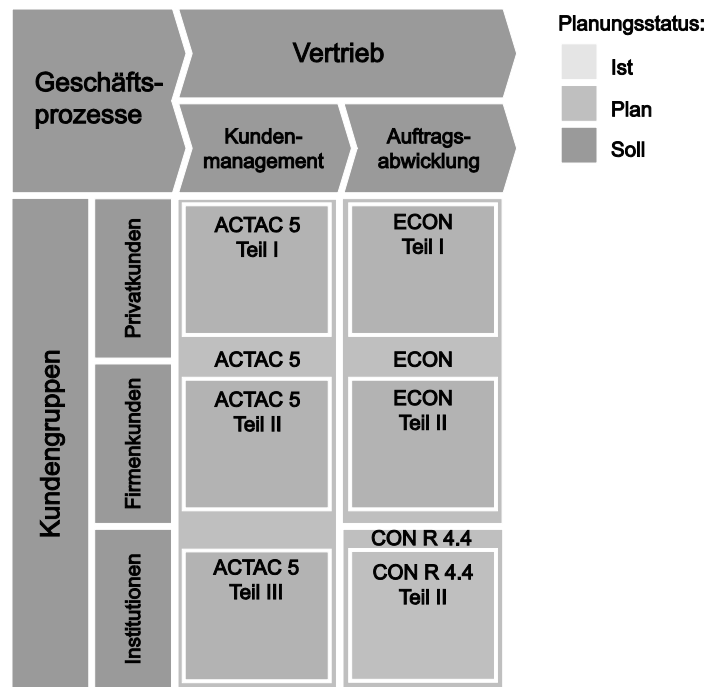 Planungsstatus:
Ist
Plan
Soll
Geschäfts-
prozesse
Vertrieb
Kunden-
management
Auftrags-
abwicklung
Kundengruppen
Privatkunden
ACTAC 5
Teil I
ECON
Teil I
ACTAC 5
ECON
Firmenkunden
ACTAC 5
Teil II
ECON
Teil II
CON R 4.4
Institutionen
ACTAC 5
Teil III
CON R 4.4
Teil II